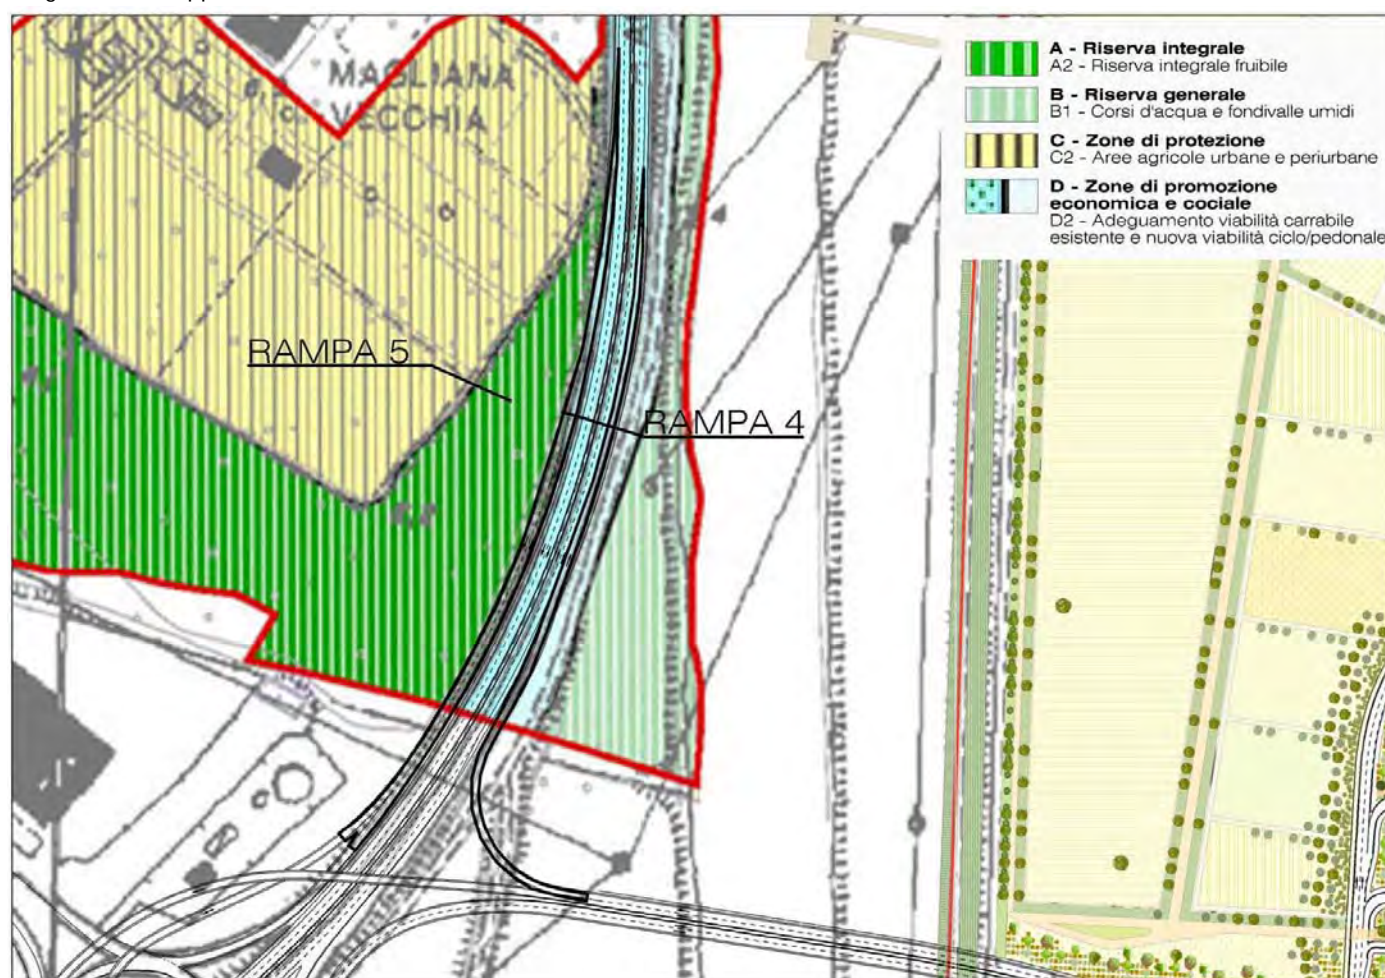 MAGLIANA
VECCHIA
RAMPA 5
RAMPA 4
A - Riserva integrale
A2 - Riserva integrale fruibile
B - Riserva generale
B1 - Corsi d'acqua e fondivalle umidi
C - Zone di protezione
C2 - Aree agricole urbane e periurbane
D - Zone di promozione
economica e cociale
D2 - Adeguamento viabilità carrabile
esistente e nuova viabilità ciclo/pedonale